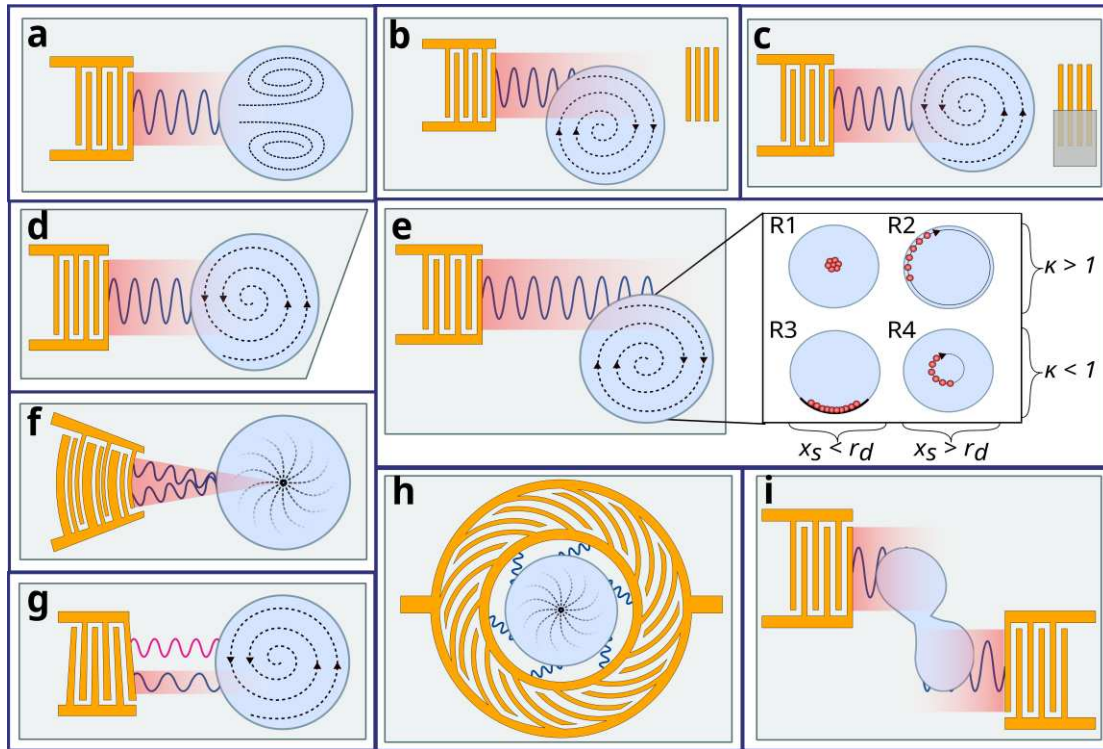 a
b
c
d
e
R1
R2
κ > 1
R3
R4
κ < 1
x_s < r_d
x_s > r_d
f
g
h
i